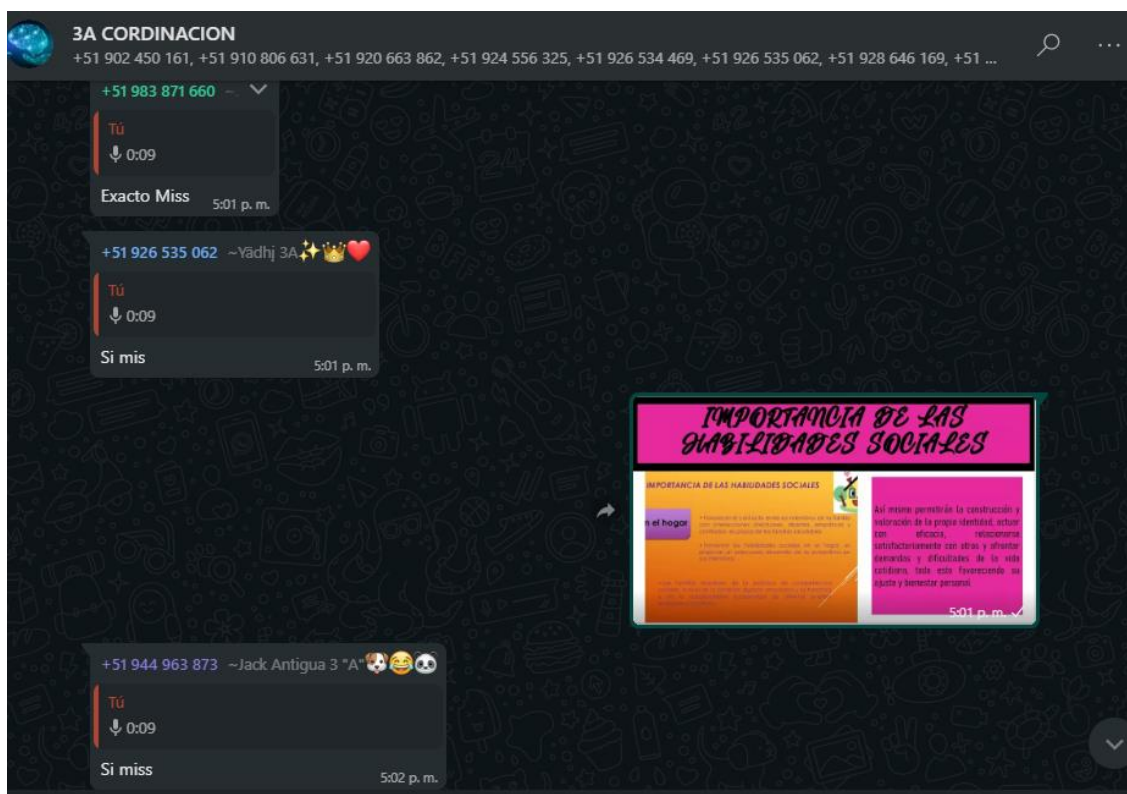 3A CORDINACION
+51 902 450 161, +51 910 806 631, +51 920 663 862, +51 924 556 325, +51 926 534 469, +51 926 535 062, +51 928 646 169, +51 ...
+51 983 871 660 ~
Tú
0:09
Exacto Miss 5:01 p. m.
+51 926 535 062 ~Yādhj 3A✨👑❤️
Tú
0:09
Si mis 5:01 p. m.
IMPORTANCIA DE LAS
HABILIDADES SOCIALES
IMPORTANCIA DE LAS HABILIDADES SOCIALES
n el hogar
Así mismo permitirán la construcción y
valoración de la propia identidad, actuar
con eficacia, relacionarse
satisfactoriamente con otros y afrontar
demandas y dificultades de la vida
cotidiana, todo esto favoreciendo su
ajuste y bienestar personal.
5:01 p. m.
+51 944 963 873 ~Jack Antigua 3 "A"🐶😂🐼
Tú
0:09
Si miss 5:02 p. m.